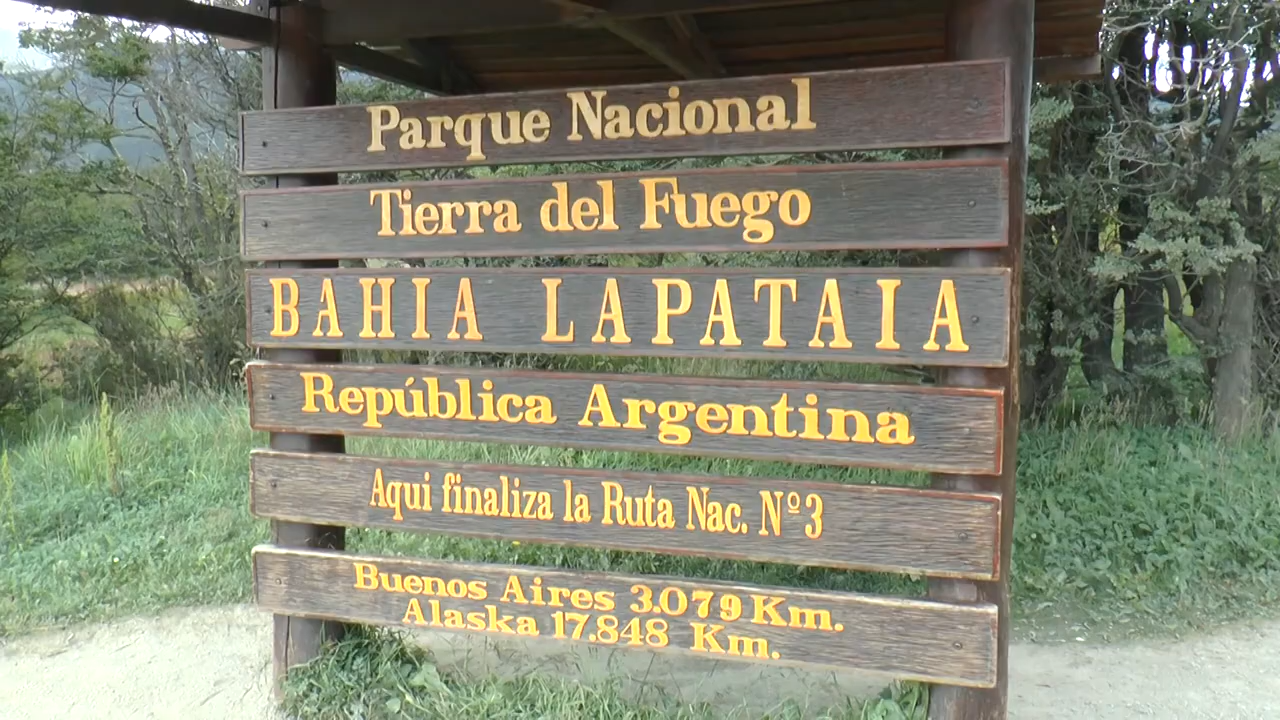 Parque Nacional
Tierra del Fuego
BAHIA LAPATAIA
República Argentina
Aqui finaliza la Ruta Nac. Nº3
Buenos Aires 3.079 Km.
Alaska 17.848 Km.